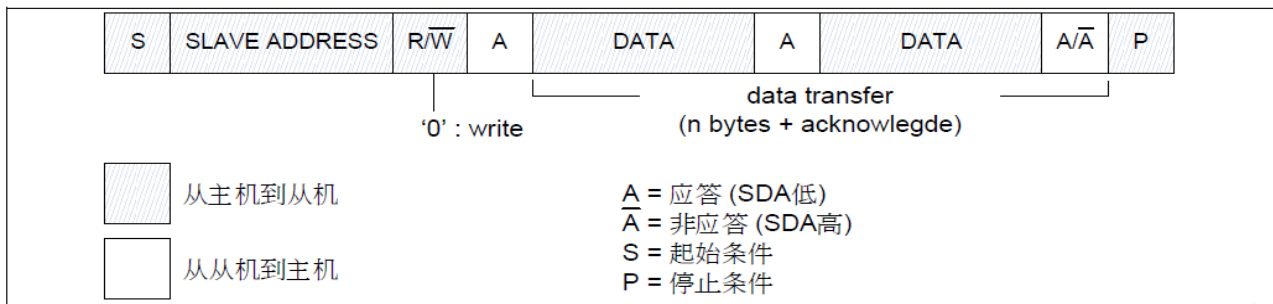 S SLAVE ADDRESS R/W̅ A DATA A DATA A/A̅ P
data transfer
(n bytes + acknowlegde)
‘0’ : write
从主机到从机
从从机到主机
A = 应答 (SDA低)
A̅ = 非应答 (SDA高)
S = 起始条件
P = 停止条件